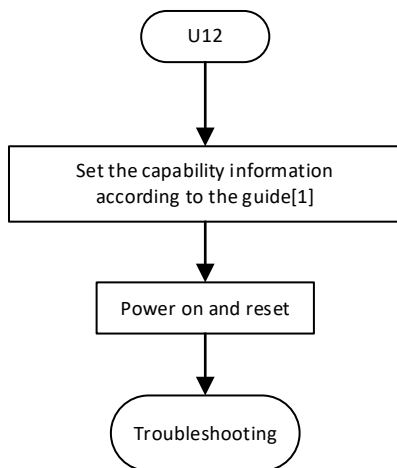 U12
Set the capability information
according to the guide[1]
Power on and reset
Troubleshooting